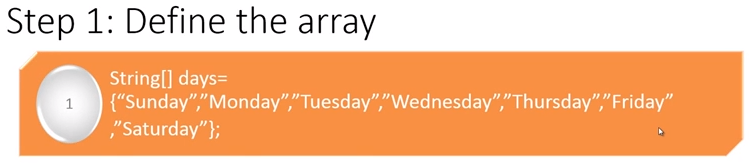 Step 1: Define the array
1
String[] days=
{“Sunday”,”Monday”,”Tuesday”,”Wednesday”,”Thursday”,”Friday”
,”Saturday”};